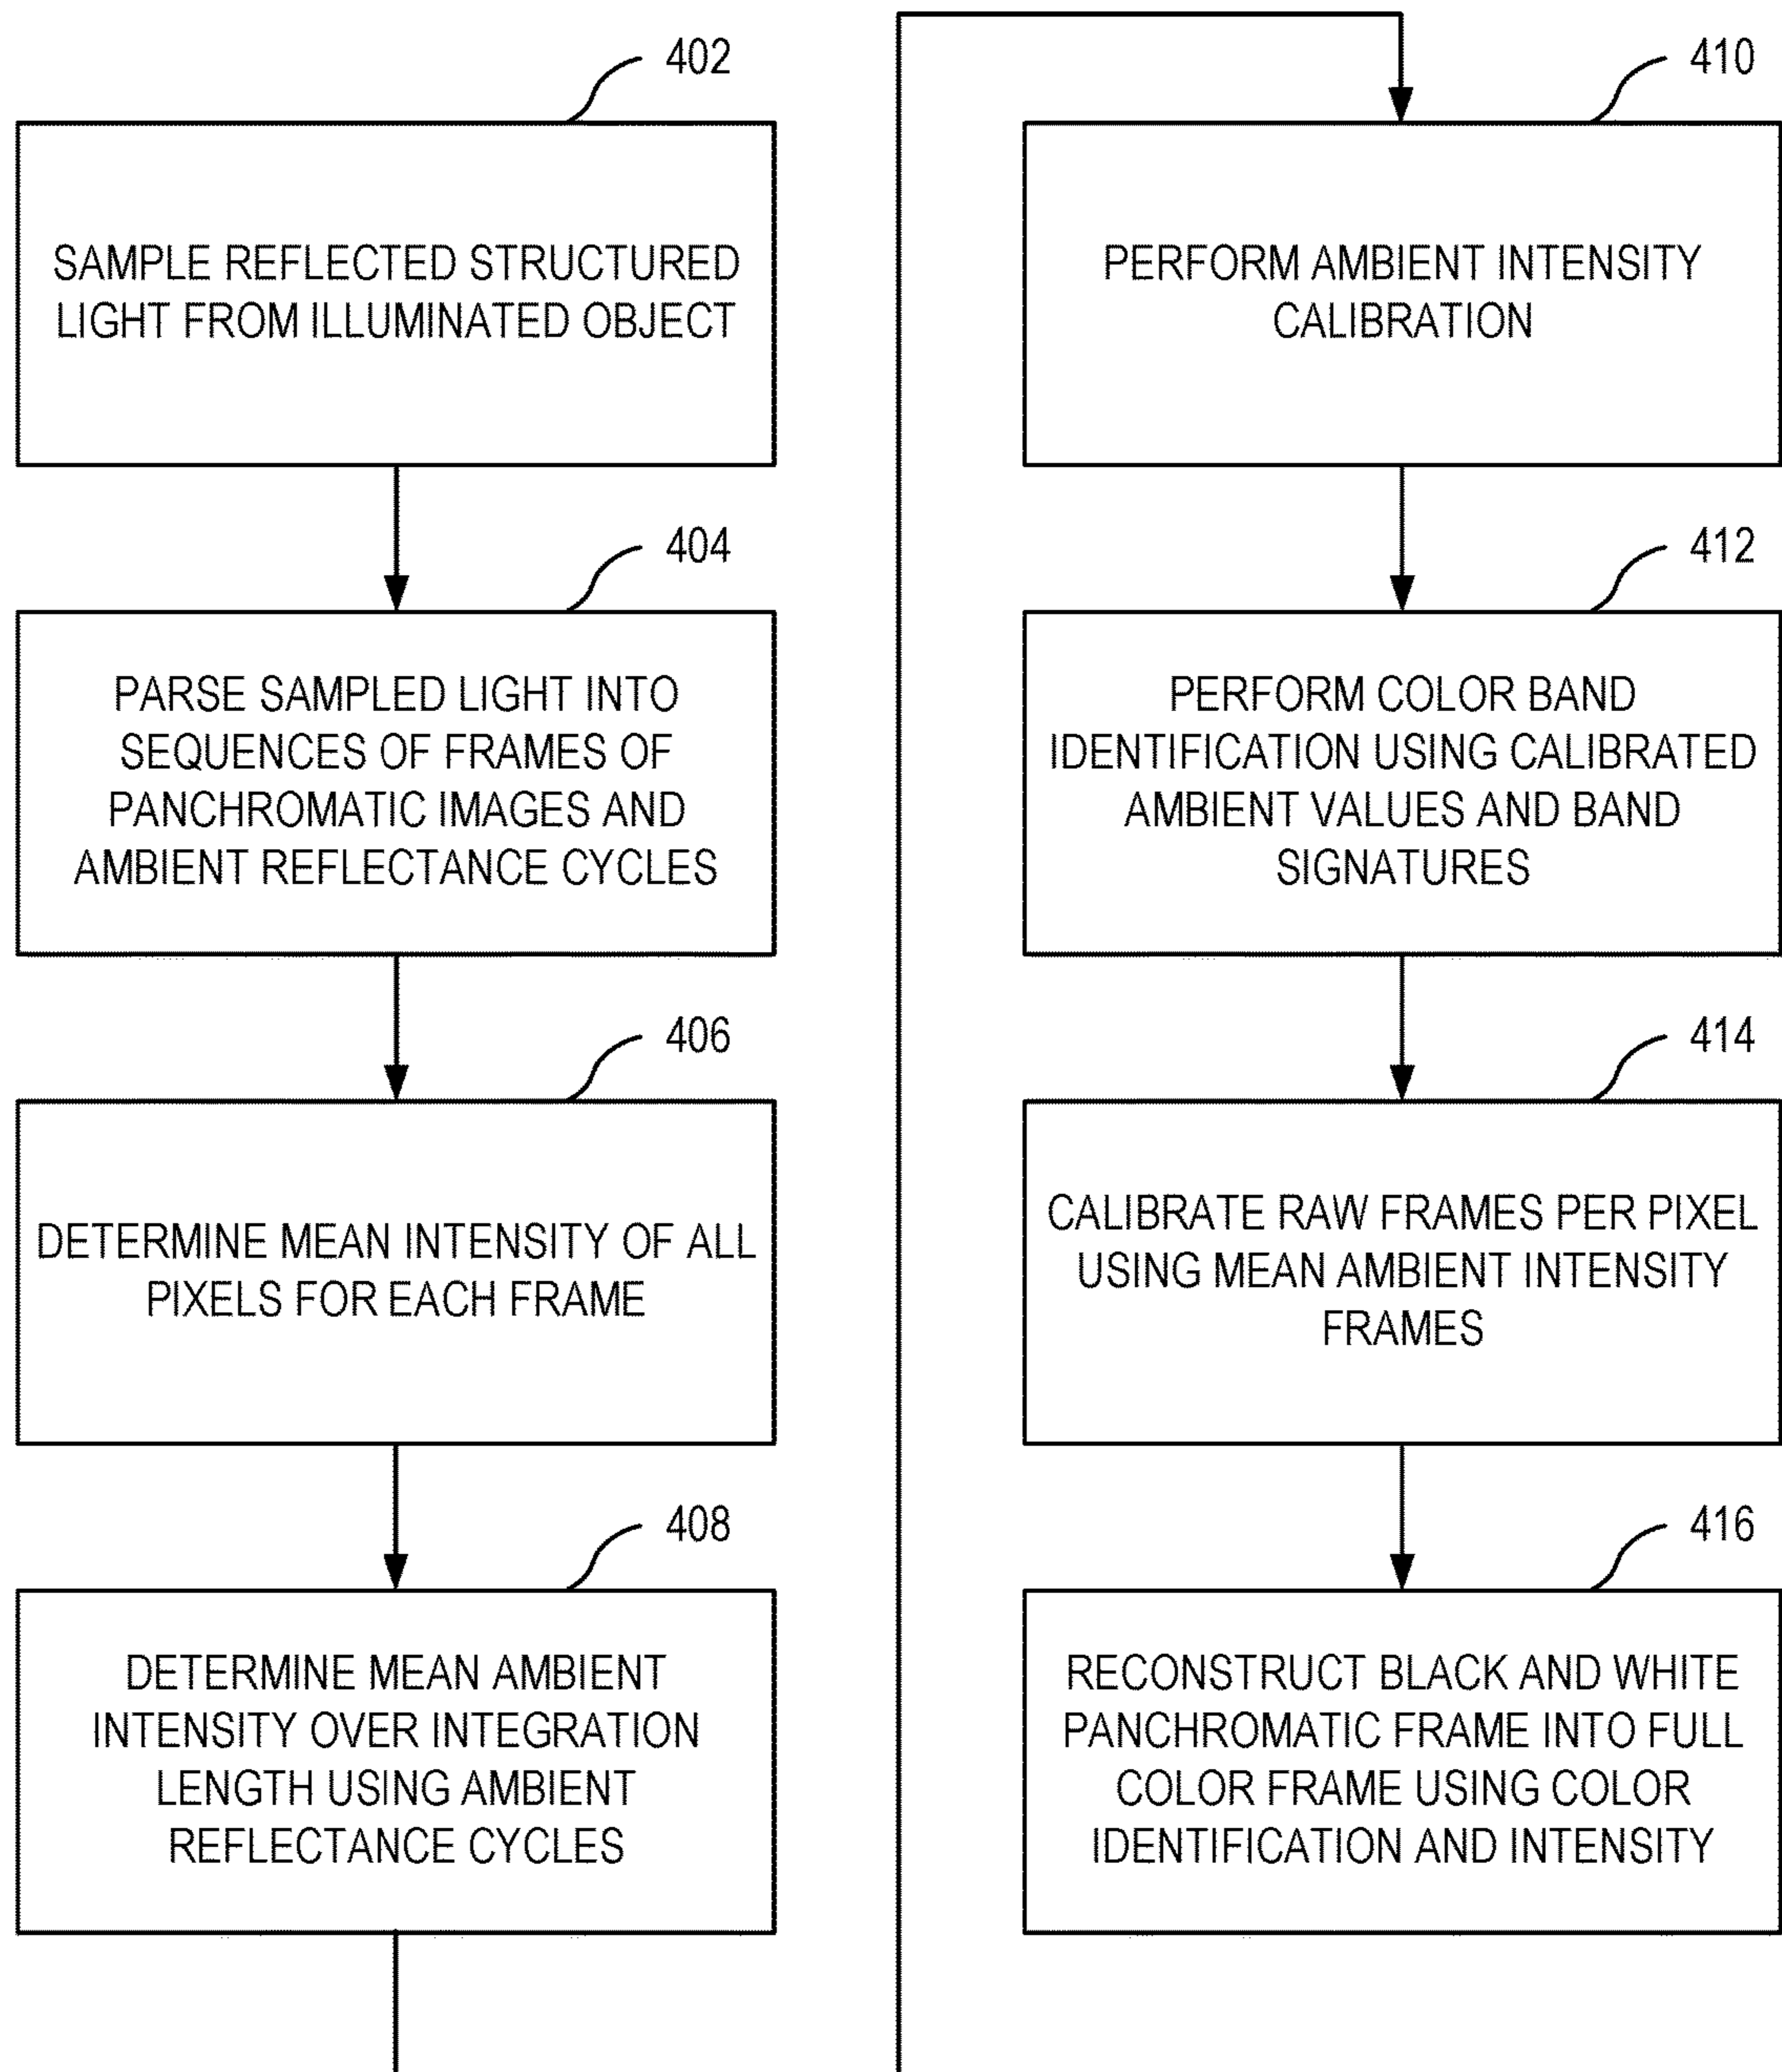 402
SAMPLE REFLECTED STRUCTURED
LIGHT FROM ILLUMINATED OBJECT
404
PARSE SAMPLED LIGHT INTO
SEQUENCES OF FRAMES OF
PANCHROMATIC IMAGES AND
AMBIENT REFLECTANCE CYCLES
406
DETERMINE MEAN INTENSITY OF ALL
PIXELS FOR EACH FRAME
408
DETERMINE MEAN AMBIENT
INTENSITY OVER INTEGRATION
LENGTH USING AMBIENT
REFLECTANCE CYCLES
410
PERFORM AMBIENT INTENSITY
CALIBRATION
412
PERFORM COLOR BAND
IDENTIFICATION USING CALIBRATED
AMBIENT VALUES AND BAND
SIGNATURES
414
CALIBRATE RAW FRAMES PER PIXEL
USING MEAN AMBIENT INTENSITY
FRAMES
416
RECONSTRUCT BLACK AND WHITE
PANCHROMATIC FRAME INTO FULL
COLOR FRAME USING COLOR
IDENTIFICATION AND INTENSITY